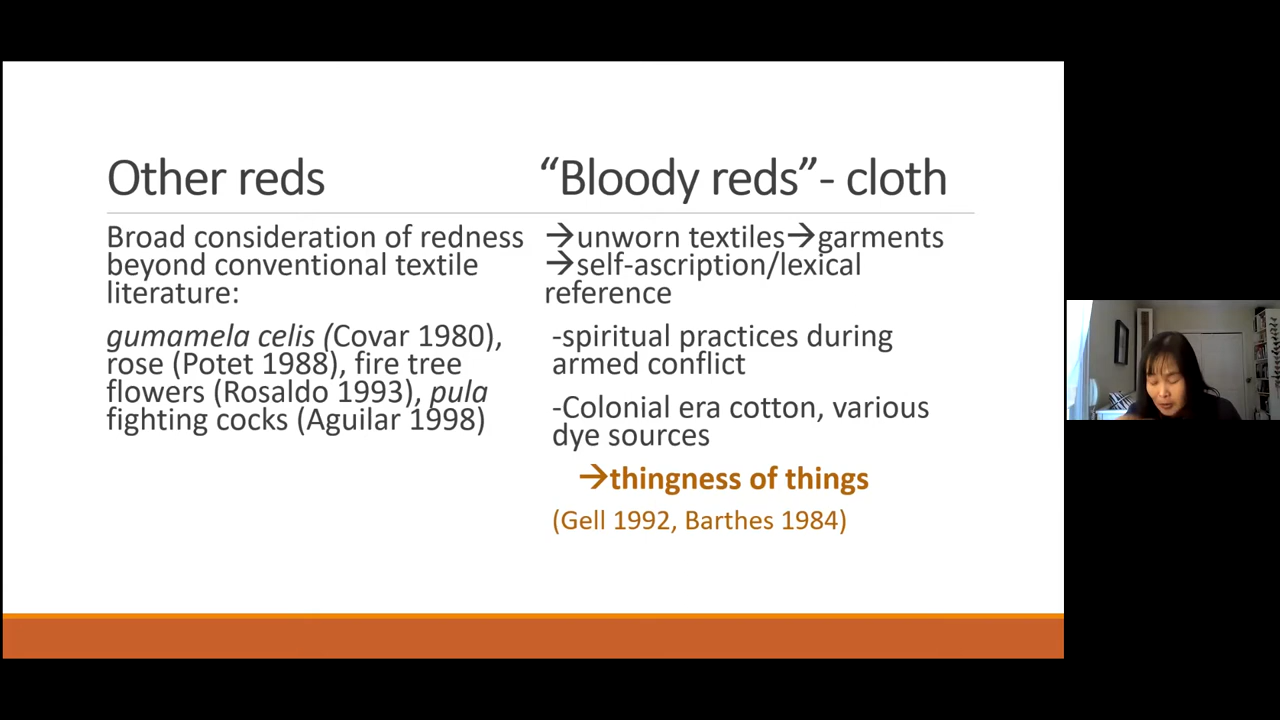 Other reds
Broad consideration of redness
beyond conventional textile
literature:
gumamela celis (Covar 1980),
rose (Potet 1988), fire tree
flowers (Rosaldo 1993), pula
fighting cocks (Aguilar 1998)
“Bloody reds”- cloth
→unworn textiles→garments
→self-ascription/lexical
reference
-spiritual practices during
armed conflict
-Colonial era cotton, various
dye sources
→thingness of things
(Gell 1992, Barthes 1984)